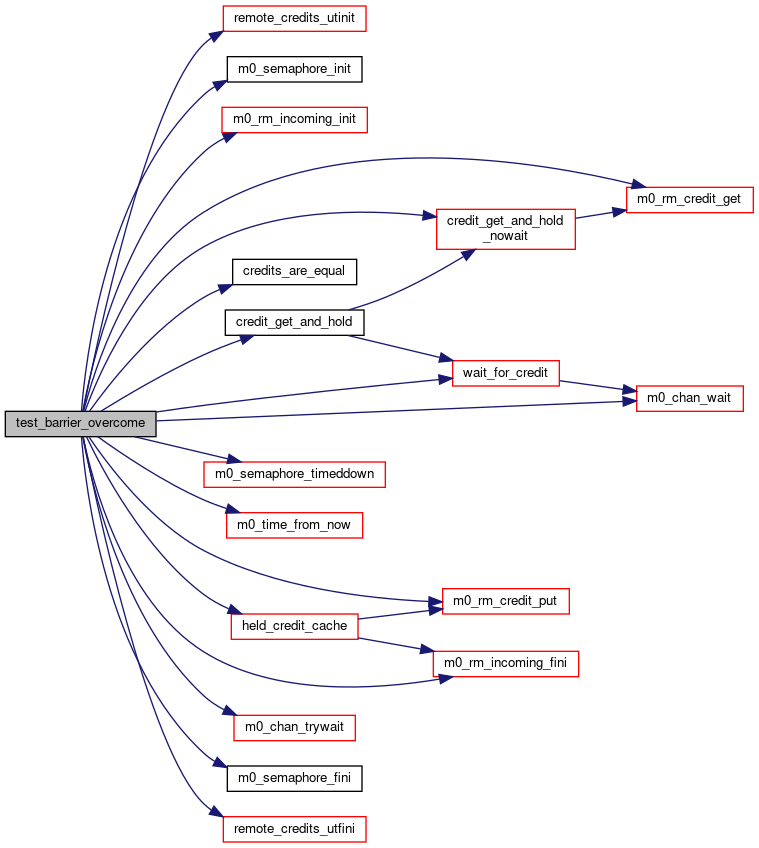 remote_credits_utinit
m0_semaphore_init
m0_rm_incoming_init
m0_rm_credit_get
credit_get_and_hold
_nowait
credits_are_equal
credit_get_and_hold
wait_for_credit
m0_chan_wait
test_barrier_overcome
m0_semaphore_timeddown
m0_time_from_now
m0_rm_credit_put
held_credit_cache
m0_rm_incoming_fini
m0_chan_trywait
m0_semaphore_fini
remote_credits_utfini